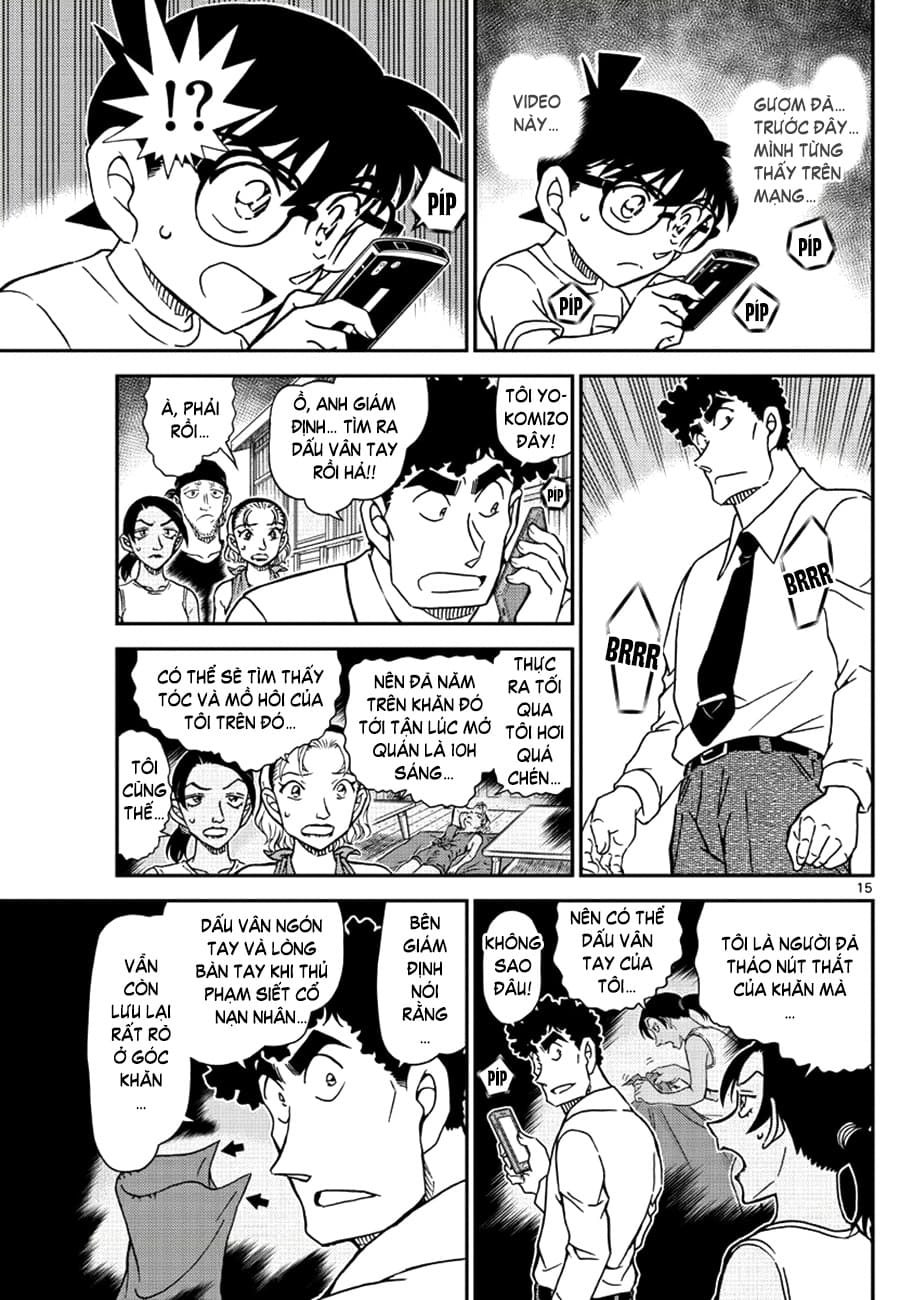 GƯỢM ĐÃ...
TRƯỚC ĐÂY...
MÌNH TỪNG
THẤY TRÊN
MẠNG...
VIDEO
NÀY...
PÍP
PÍP
PÍP
!?
PÍP
BRRR
BRRR
TÔI YO-
KOMIZO
ĐÂY!
Ồ, ANH GIÁM
ĐỊNH... TÌM RA
DẤU VÂN TAY
RỒI HẢ!!
PÍP
À, PHẢI
RỒI...
THỰC
RA TỐI
QUA
TÔI HƠI
QUÁ
CHÉN...
NÊN ĐÃ NẰM
TRÊN KHĂN ĐÓ
TỚI TẬN LÚC MỞ
QUÁN LÀ 10H
SÁNG...
CÓ THỂ SẼ TÌM THẤY
TÓC VÀ MỒ HÔI CỦA
TÔI TRÊN ĐÓ...
TÔI
CŨNG
THẾ...
15
TÔI LÀ NGƯỜI ĐÃ
THÁO NÚT THẮT
CỦA KHĂN MÀ
...
NÊN CÓ THỂ
DẤU VÂN
TAY CỦA
TÔI...
KHÔNG
SAO
ĐÂU!
PÍP
BÊN
GIÁM
ĐỊNH
NÓI
RẰNG
...
DẤU VÂN NGÓN
TAY VÀ LÒNG
BÀN TAY KHI THỦ
PHẠM SIẾT CỔ
NẠN NHÂN...
VẪN
CÒN
LƯU LẠI
RẤT RÕ
Ở GÓC
KHĂN
...